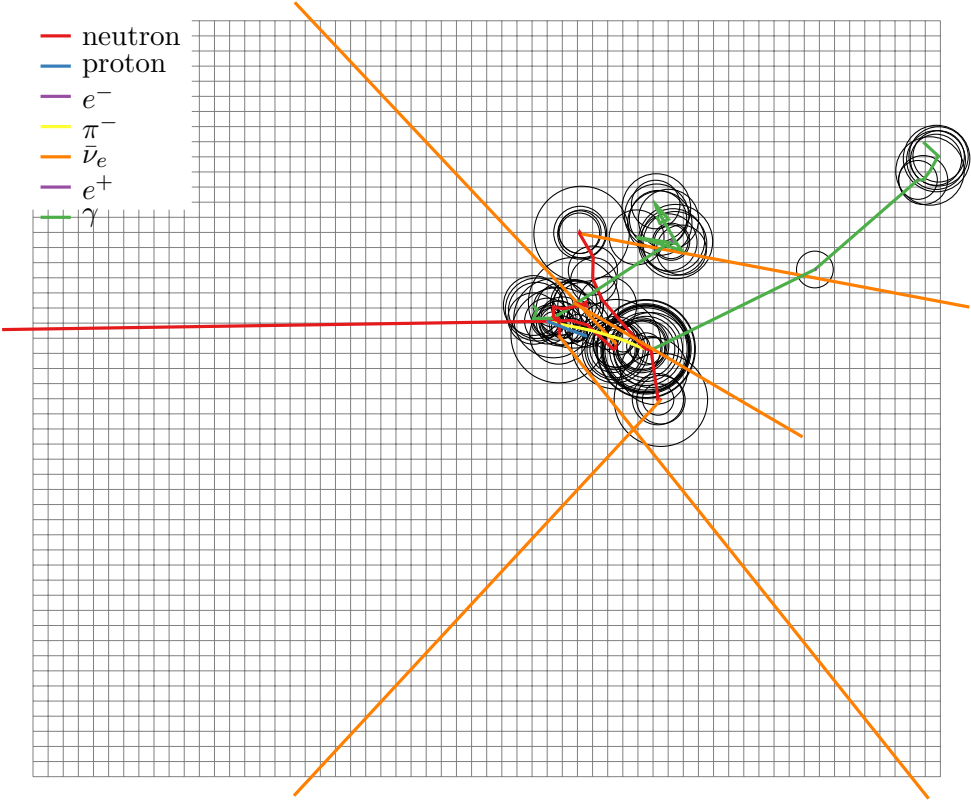 neutron
proton
e⁻
π⁻
ν̄ₑ
e⁺
γ